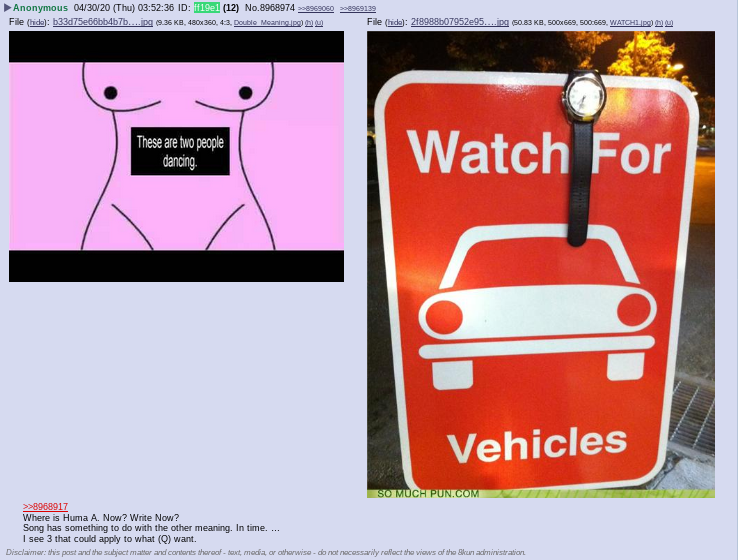 ▶ Anonymous 04/30/20 (Thu) 03:52:36 ID: ff19e1 (12) No.8968974 >>8969060 >>8969139
File (hide): b33d75e66bb4b7b….jpg (9.36 KB, 480x360, 4:3, Double_Meaning.jpg) (h) (u)
File (hide): 2f8988b07952e95….jpg (50.83 KB, 500x669, 500:669, WATCH1.jpg) (h) (u)
These are two people
dancing.
Watch For
Vehicles
SO MUCH PUN.COM
>>8968917
Where is Huma A. Now? Write Now?
Song has something to do with the other meaning. In time. …
I see 3 that could apply to what (Q) want.
Disclaimer: this post and the subject matter and contents thereof - text, media, or otherwise - do not necessarily reflect the views of the 8kun administration.